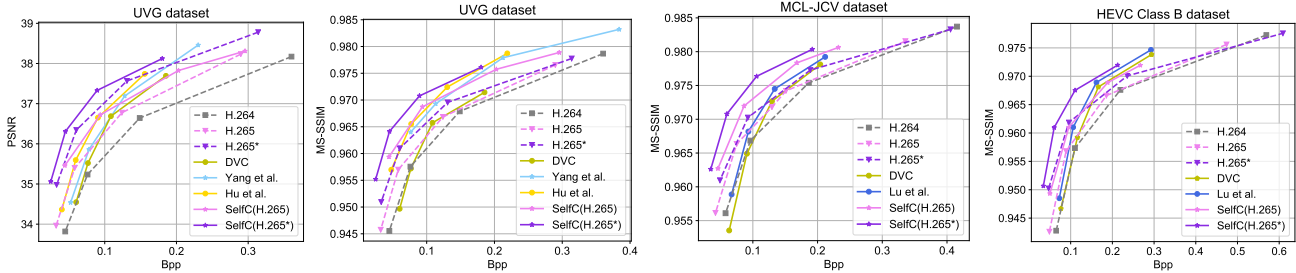 UVG dataset
39
38
37
36
35
34
PSNR
0.1
0.2
0.3
Bpp
H.264
H.265
H.265*
DVC
Yang et al.
Hu et al.
SelfC(H.265)
SelfC(H.265*)
UVG dataset
0.985
0.980
0.975
0.970
0.965
0.960
0.955
0.950
0.945
MS-SSIM
0.1
0.2
0.3
0.4
Bpp
H.264
H.265
H.265*
DVC
Yang et al.
Hu et al.
SelfC(H.265)
SelfC(H.265*)
MCL-JCV dataset
0.985
0.980
0.975
0.970
0.965
0.960
0.955
MS-SSIM
0.1
0.2
0.3
0.4
Bpp
H.264
H.265
H.265*
DVC
Lu et al.
SelfC(H.265)
SelfC(H.265*)
HEVC Class B dataset
0.975
0.970
0.965
0.960
0.955
0.950
0.945
MS-SSIM
0.1
0.2
0.3
0.4
0.5
0.6
Bpp
H.264
H.265
H.265*
DVC
Lu et al.
SelfC(H.265)
SelfC(H.265*)